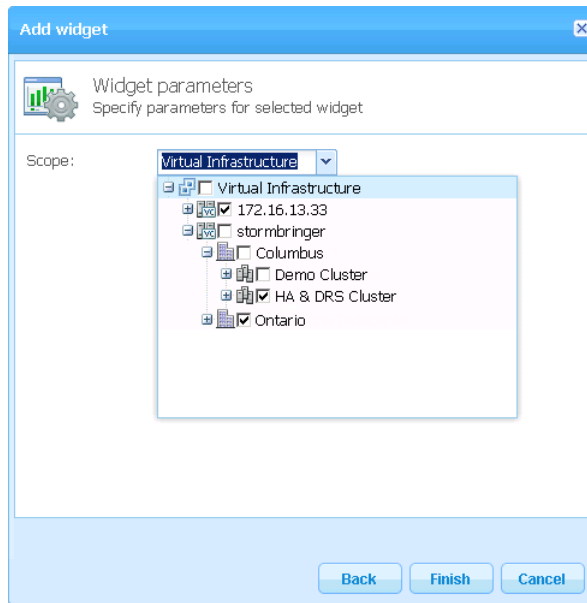 Add widget
Widget parameters
Specify parameters for selected widget
Scope:
Virtual Infrastructure
Virtual Infrastructure
172.16.13.33
stormbringer
Columbus
Demo Cluster
HA & DRS Cluster
Ontario
Back
Finish
Cancel